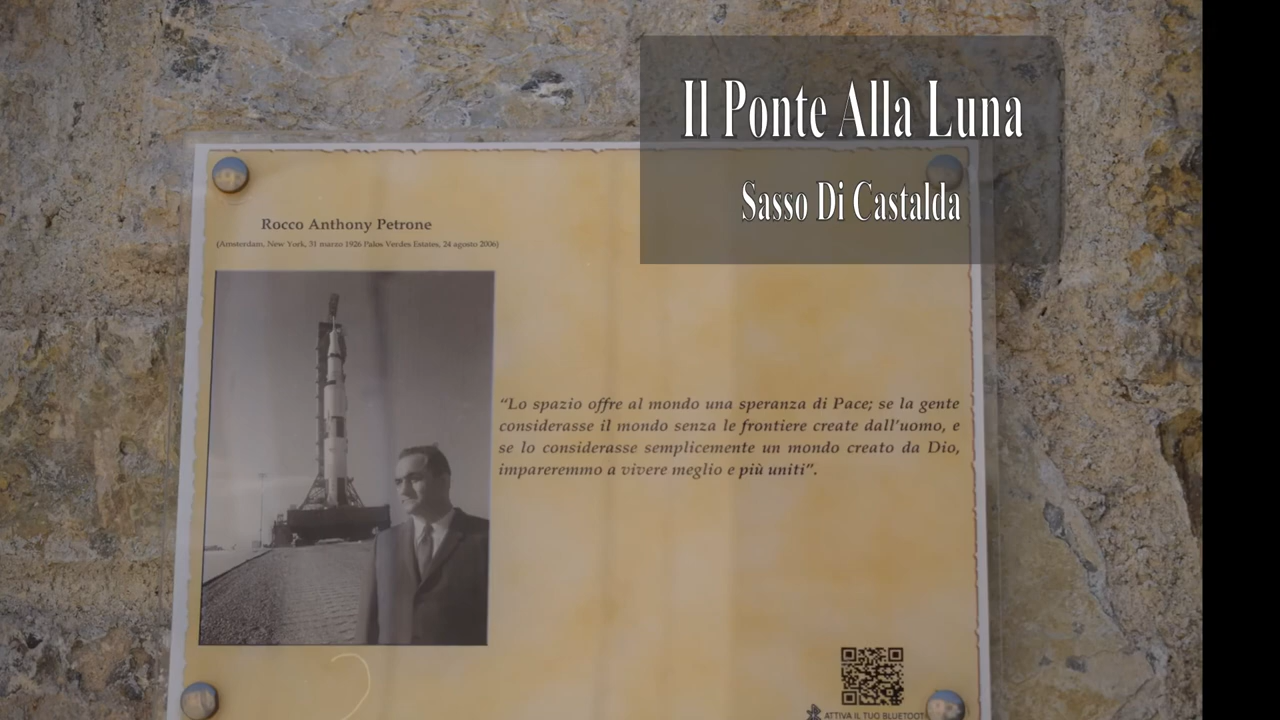 Il Ponte Alla Luna
Sasso Di Castalda
Rocco Anthony Petrone
(Amsterdam, New York, 31 marzo 1926 Palos Verdes Estates, 24 agosto 2006)
“Lo spazio offre al mondo una speranza di Pace; se la gente
considerasse il mondo senza le frontiere create dall’uomo, e
se lo considerasse semplicemente un mondo creato da Dio,
impareremmo a vivere meglio e più uniti”.
ATTIVA IL TUO BLUETOOT